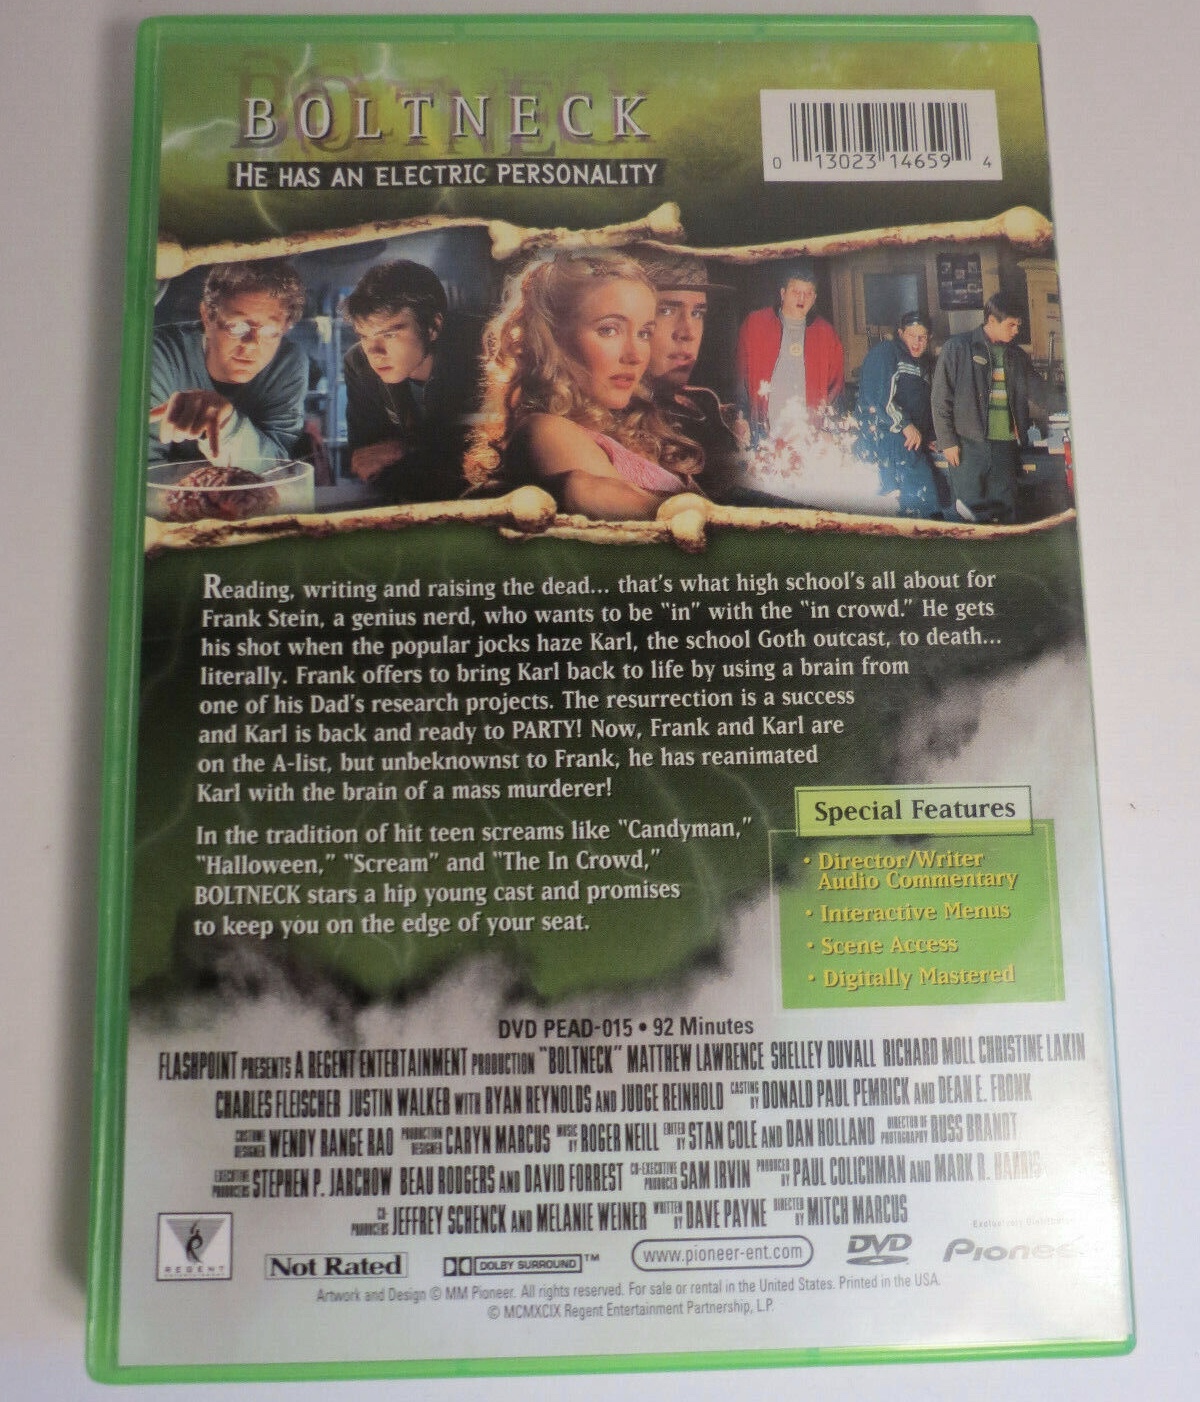 BOLTNECK
HE HAS AN ELECTRIC PERSONALITY
0 13023 14659 4
Reading, writing and raising the dead... that's what high school's all about for
Frank Stein, a genius nerd, who wants to be "in" with the "in crowd." He gets
his shot when the popular jocks haze Karl, the school Goth outcast, to death...
literally. Frank offers to bring Karl back to life by using a brain from
one of his Dad's research projects. The resurrection is a success
and Karl is back and ready to PARTY! Now, Frank and Karl are
on the A-list, but unbeknownst to Frank, he has reanimated
Karl with the brain of a mass murderer!
In the tradition of hit teen screams like "Candyman,"
"Halloween," "Scream" and "The In Crowd,"
BOLTNECK stars a hip young cast and promises
to keep you on the edge of your seat.
Special Features
• Director/Writer
Audio Commentary
• Interactive Menus
• Scene Access
• Digitally Mastered
DVD PEAD-015 • 92 Minutes
FLASHPOINT PRESENTS A REGENT ENTERTAINMENT PRODUCTION "BOLTNECK" MATTHEW LAWRENCE SHELLEY DUVALL RICHARD MOLL CHRISTINE LAKIN
CHARLES FLEISCHER JUSTIN WALKER WITH RYAN REYNOLDS AND JUDGE REINHOLD CASTING BY DONALD PAUL PEMRICK AND DEAN E. FRONK
COSTUME DESIGNER WENDY RANGE RAO PRODUCTION DESIGNER CARYN MARCUS MUSIC BY ROGER NEILL EDITED BY STAN COLE AND DAN HOLLAND DIRECTOR OF PHOTOGRAPHY RUSS BRANDT
EXECUTIVE PRODUCERS STEPHEN P. JARCHOW BEAU RODGERS AND DAVID FORREST CO-EXECUTIVE PRODUCER SAM IRVIN PRODUCED BY PAUL COLICHMAN AND MARK R. HARRIS
CO-PRODUCERS JEFFREY SCHENCK AND MELANIE WEINER WRITTEN BY DAVE PAYNE DIRECTED BY MITCH MARCUS
REGENT
Not Rated
DOLBY SURROUND™
www.pioneer-ent.com
DVD
Exclusively Distributed
Pioneer
Artwork and Design © MM Pioneer. All rights reserved. For sale or rental in the United States. Printed in the USA.
© MCMXCIX Regent Entertainment Partnership, L.P.